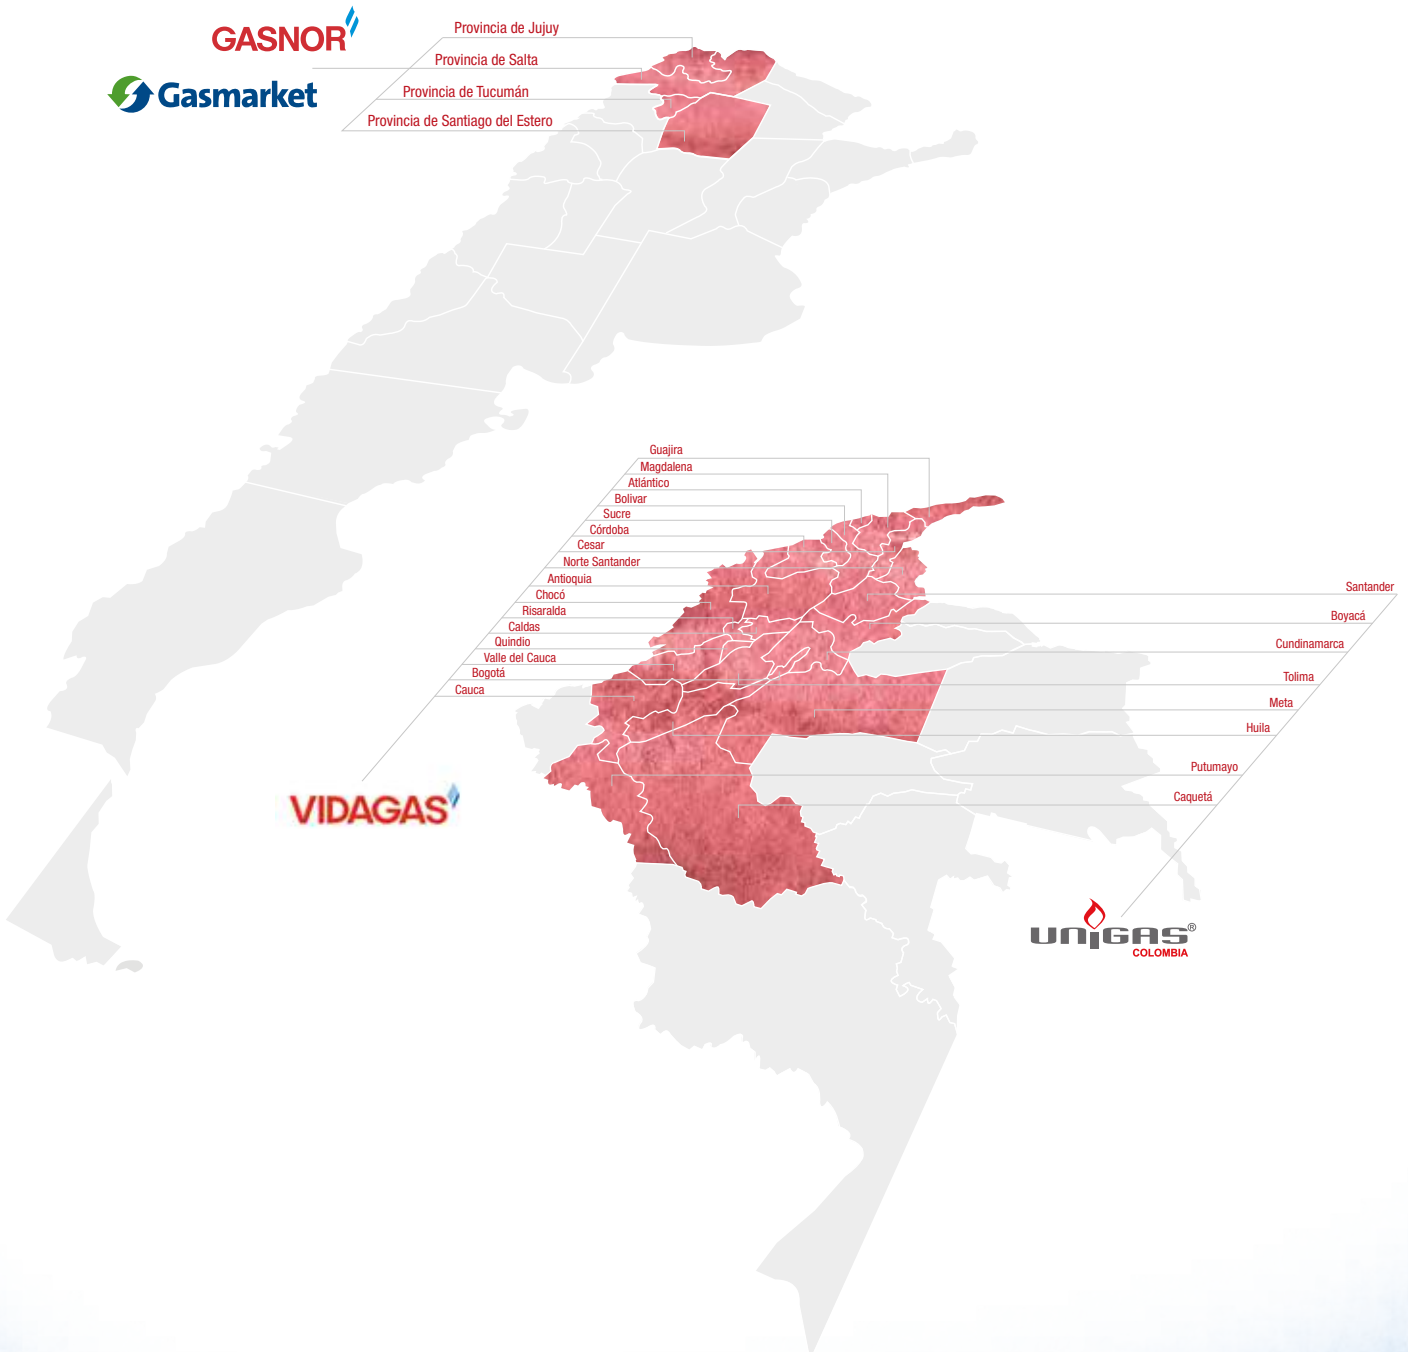 GASNOR
Gasmarket
Provincia de Jujuy
Provincia de Salta
Provincia de Tucumán
Provincia de Santiago del Estero
Guajira
Magdalena
Atlántico
Bolivar
Sucre
Córdoba
Cesar
Norte Santander
Antioquia
Chocó
Risaralda
Caldas
Quindio
Valle del Cauca
Bogotá
Cauca
VIDAGAS
Santander
Boyacá
Cundinamarca
Tolima
Meta
Huila
Putumayo
Caquetá
UNIGAS®
COLOMBIA